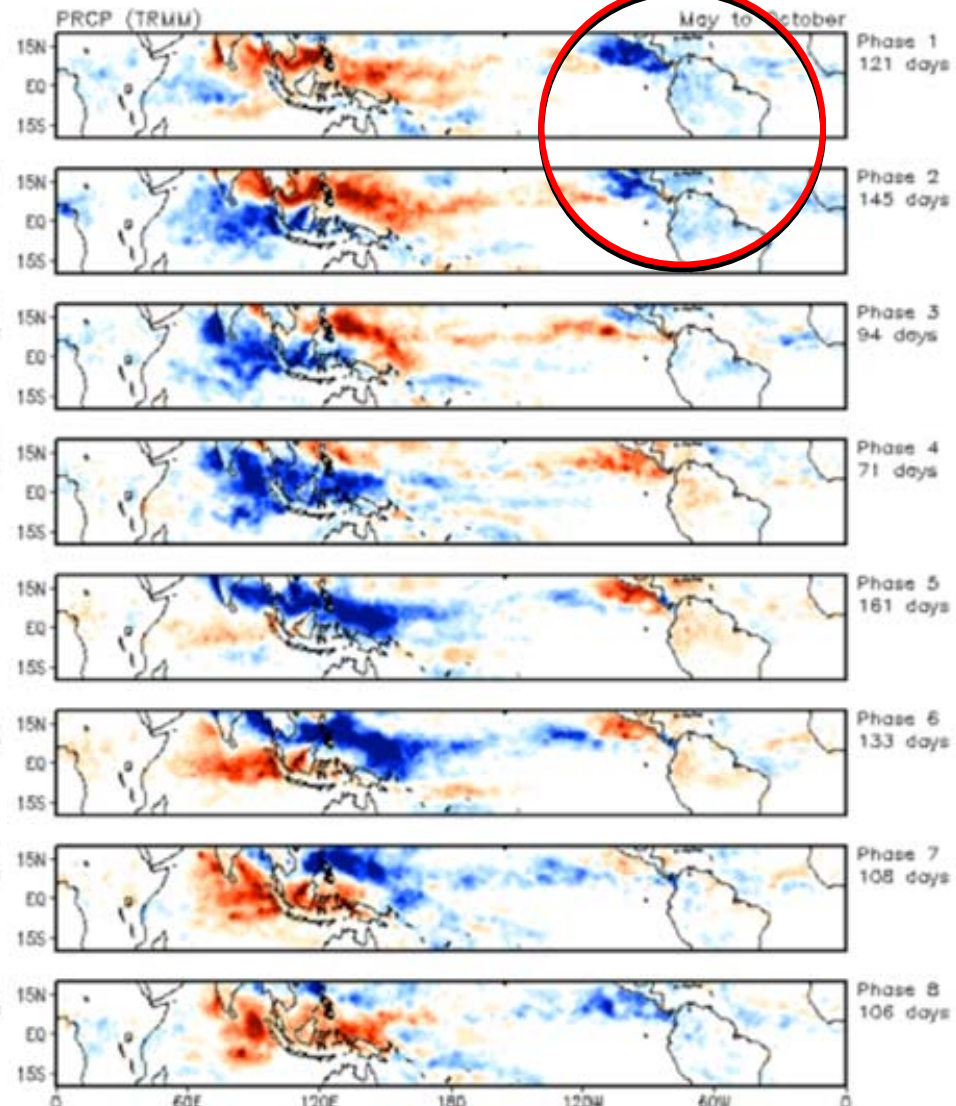 PRCP (TRMM) May to October
15N
EQ
15S
Phase 1
121 days
15N
EQ
15S
Phase 2
145 days
15N
EQ
15S
Phase 3
94 days
15N
EQ
15S
Phase 4
71 days
15N
EQ
15S
Phase 5
161 days
15N
EQ
15S
Phase 6
133 days
15N
EQ
15S
Phase 7
108 days
15N
EQ
15S
Phase 8
106 days
0 60E 120E 180 120W 60W 0